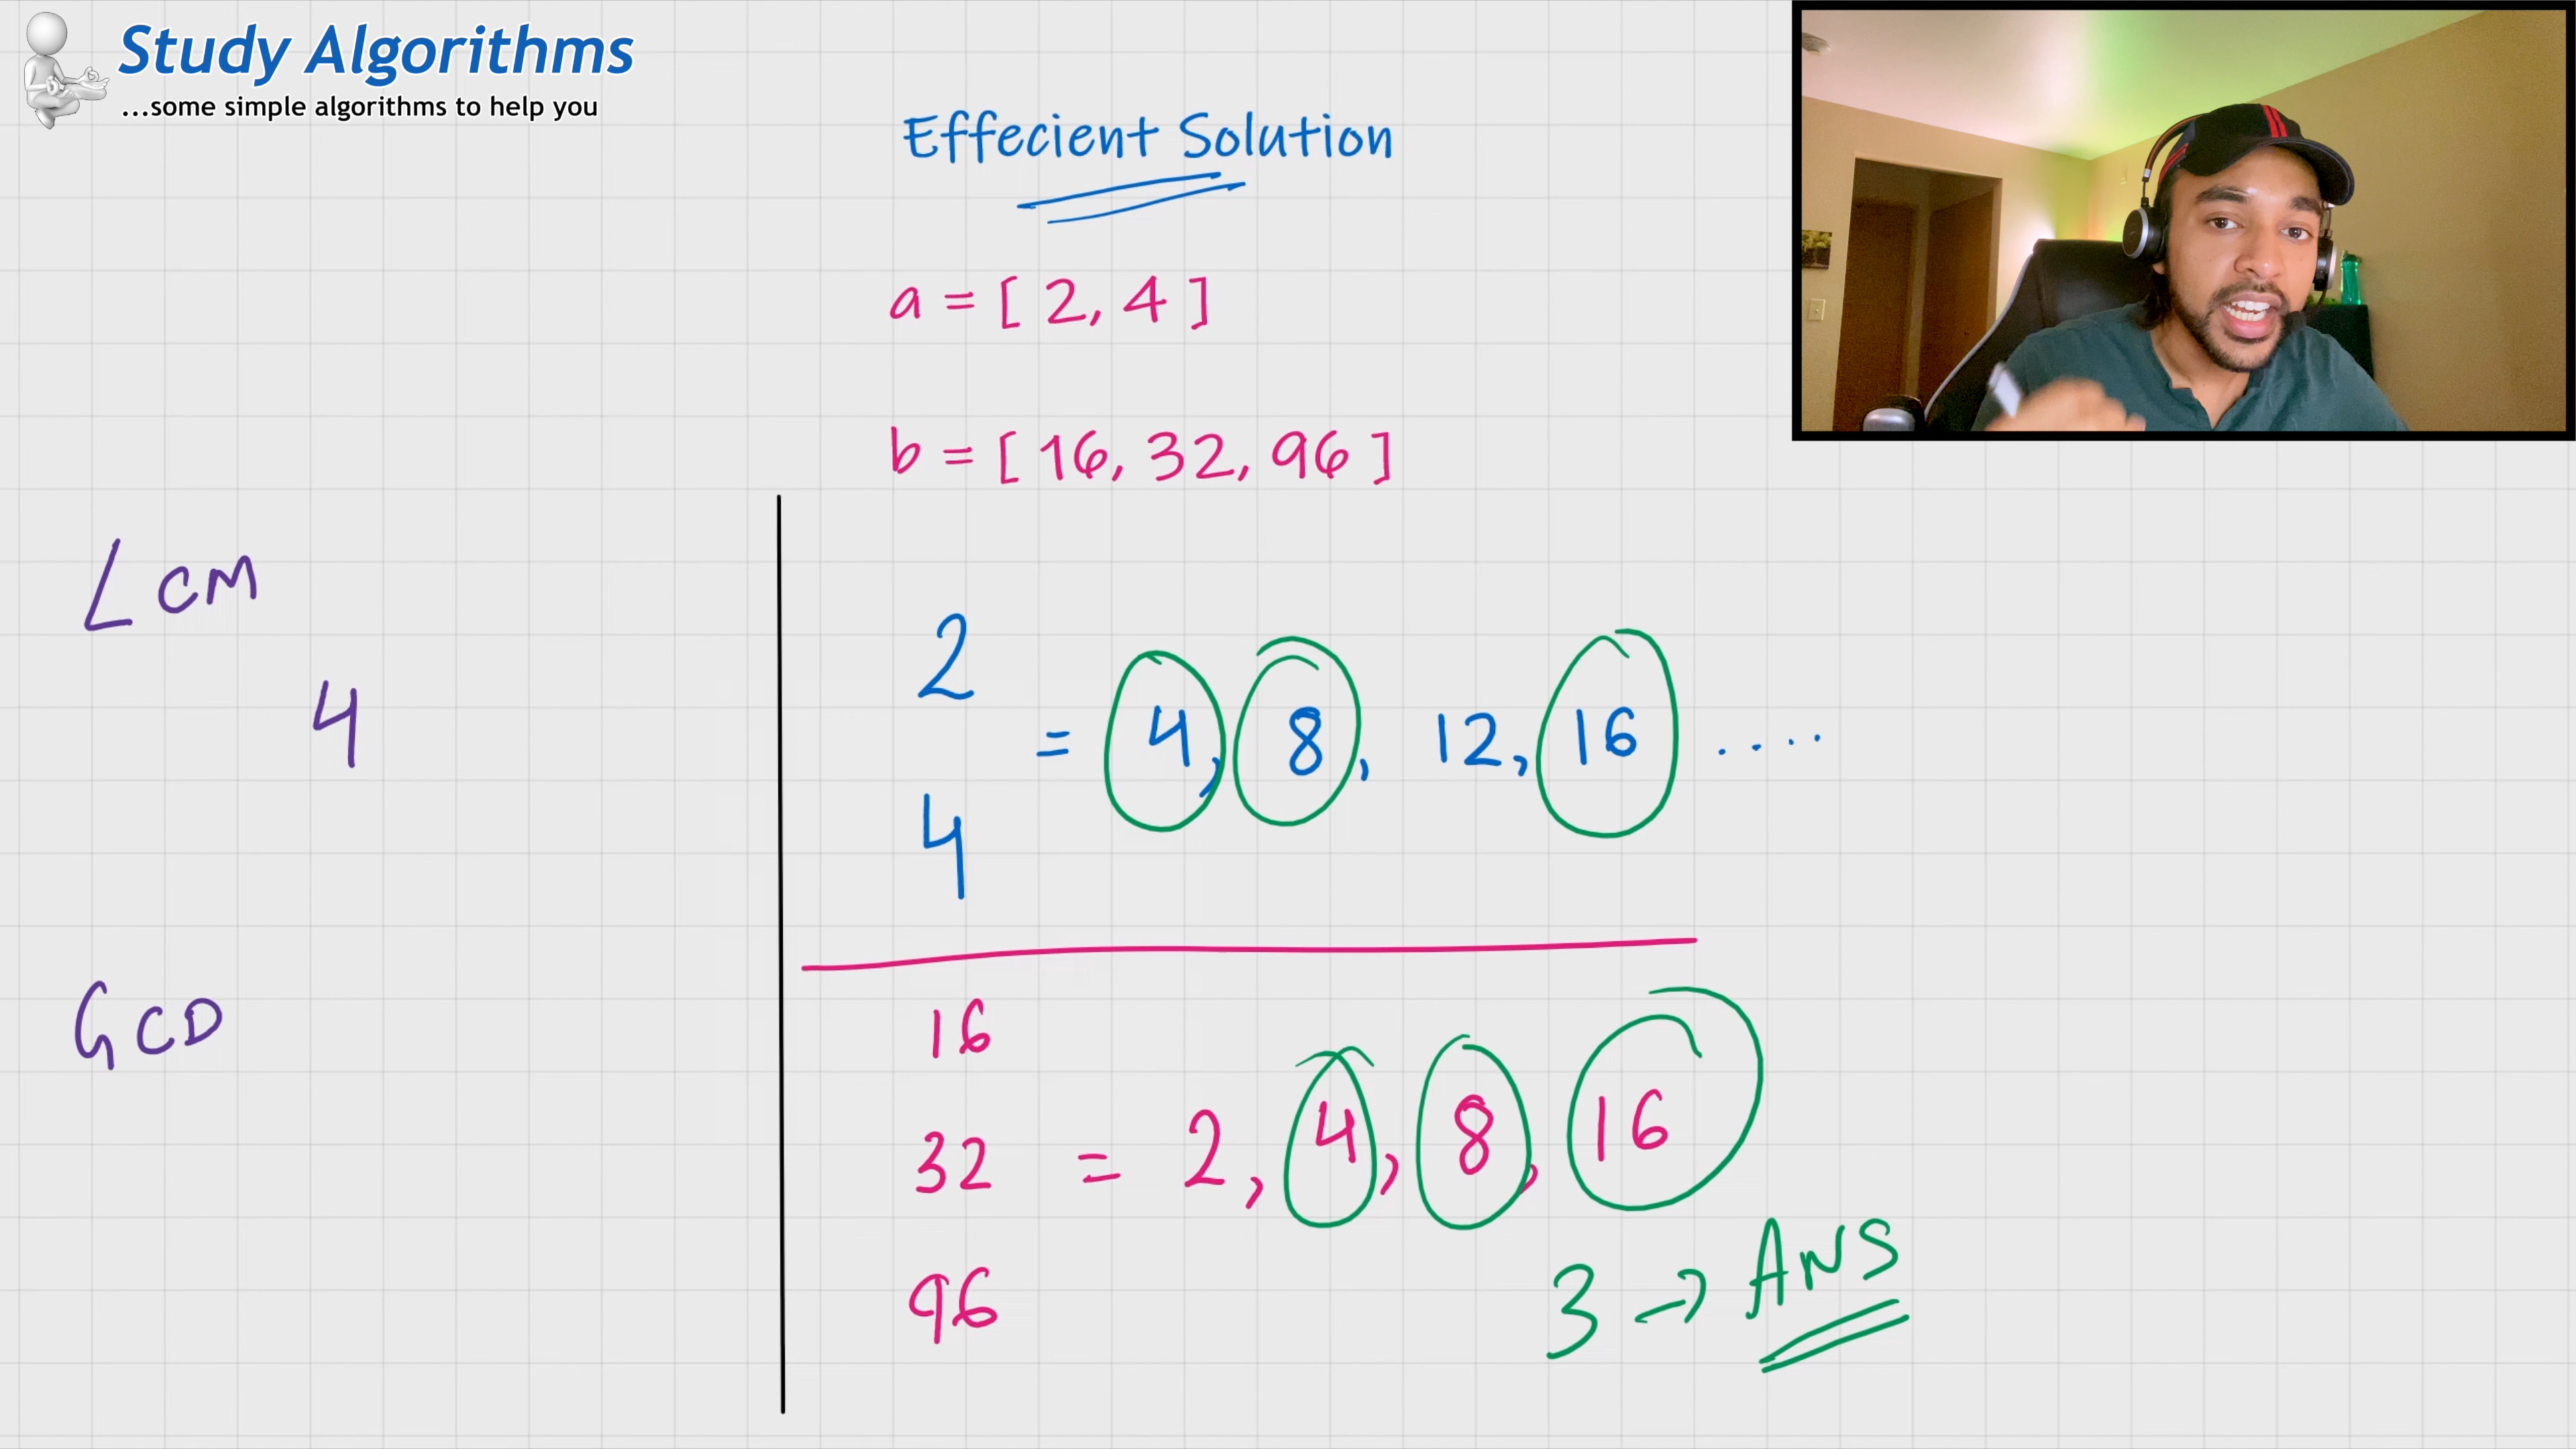 Study Algorithms
...some simple algorithms to help you
Effecient Solution
a = [ 2, 4 ]
b = [ 16, 32, 96 ]
LCM
4
2
= 4, 8, 12, 16 ....
4
GCD
16
32 = 2, 4, 8, 16
96
3 → ANS